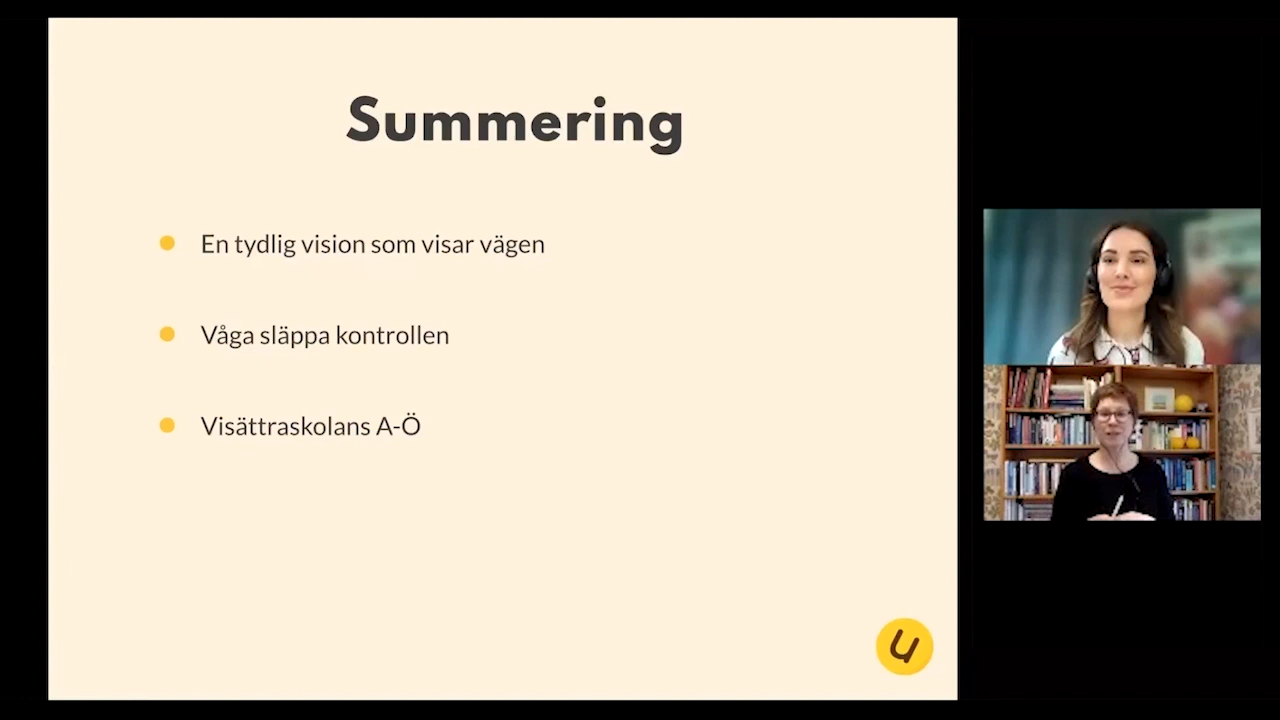 Summering
En tydlig vision som visar vägen
Våga släppa kontrollen
Visättraskolans A-Ö
u